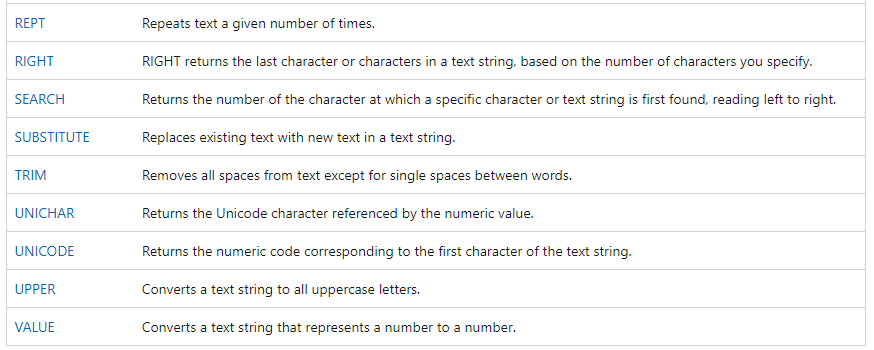 REPT Repeats text a given number of times.
RIGHT RIGHT returns the last character or characters in a text string, based on the number of characters you specify.
SEARCH Returns the number of the character at which a specific character or text string is first found, reading left to right.
SUBSTITUTE Replaces existing text with new text in a text string.
TRIM Removes all spaces from text except for single spaces between words.
UNICHAR Returns the Unicode character referenced by the numeric value.
UNICODE Returns the numeric code corresponding to the first character of the text string.
UPPER Converts a text string to all uppercase letters.
VALUE Converts a text string that represents a number to a number.